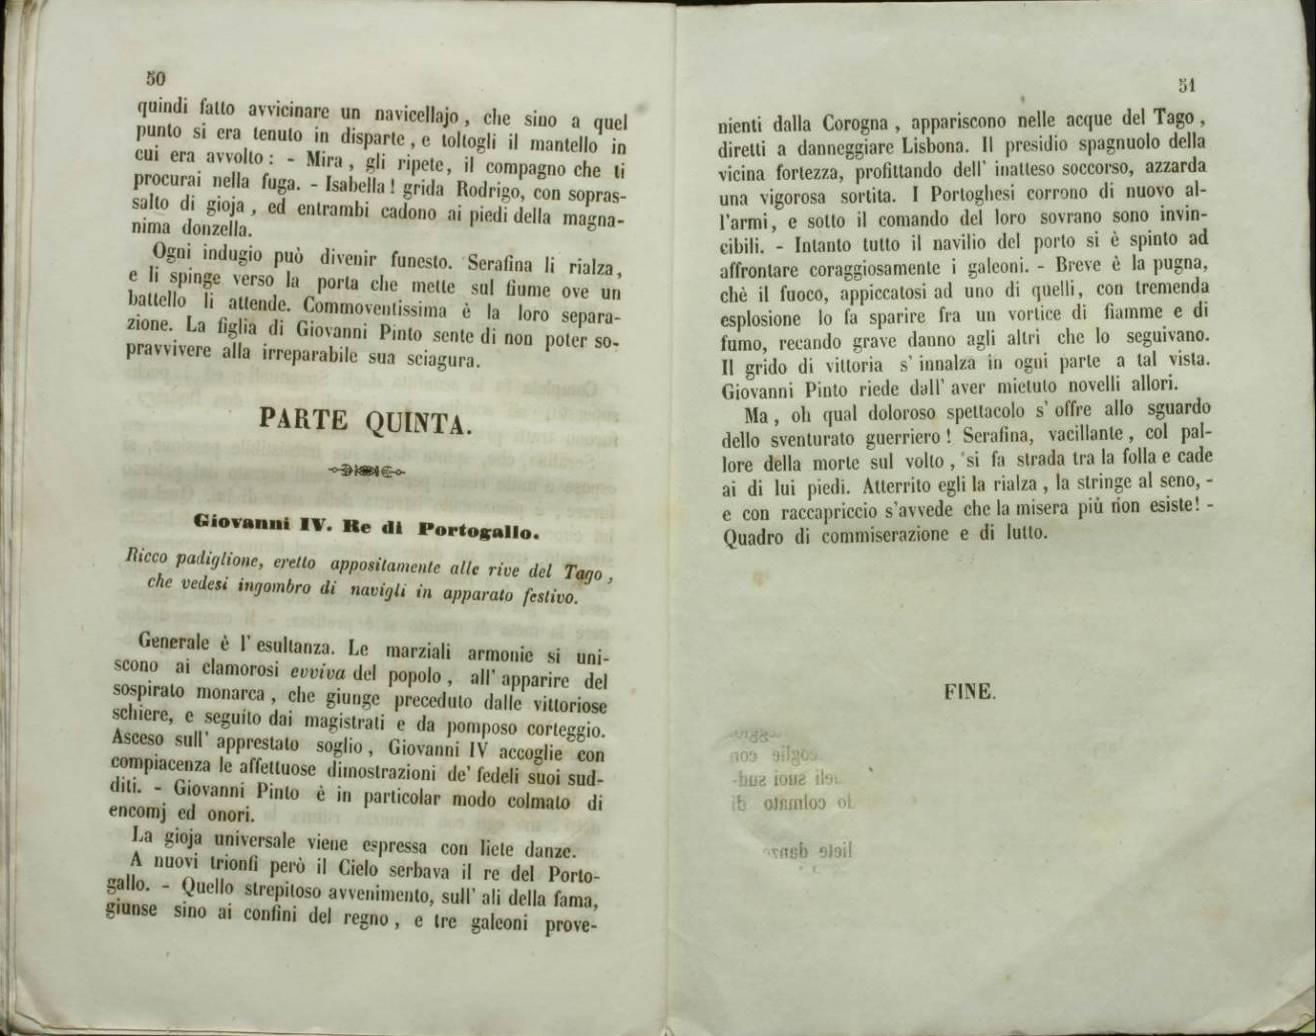 50
quindi fatto avvicinare un navicellajo , che sino a quel
punto si era tenuto in disparte , e toltogli il mantello in
cui era avvolto : - Mira , gli ripete, il compagno che ti
procurai nella fuga. - Isabella ! grida Rodrigo, con sopras-
salto di gioja , ed entrambi cadono ai piedi della magna-
nima donzella.
Ogni indugio può divenir funesto. Serafina li rialza,
e li spinge verso la porta che mette sul fiume ove un
battello li attende. Commoventissima è la loro separa-
zione. La figlia di Giovanni Pinto sente di non poter so-
pravvivere alla irreparabile sua sciagura.
PARTE QUINTA.
Giovanni IV. Re di Portogallo.
Ricco padiglione, eretto appositamente alle rive del Tago ,
che vedesi ingombro di navigli in apparato festivo.
Generale è l' esultanza. Le marziali armonie si uni-
scono ai clamorosi evviva del popolo , all' apparire del
sospirato monarca , che giunge preceduto dalle vittoriose
schiere, e seguito dai magistrati e da pomposo corteggio.
Asceso sull' apprestato soglio , Giovanni IV accoglie con
compiacenza le affettuose dimostrazioni de' fedeli suoi sud-
diti. - Giovanni Pinto è in particolar modo colmato di
encomj ed onori.
La gioja universale viene espressa con liete danze.
A nuovi trionfi però il Cielo serbava il re del Porto-
gallo. - Quello strepitoso avvenimento, sull' ali della fama,
giunse sino ai confini del regno , e tre galeoni prove-
51
nienti dalla Corogna , appariscono nelle acque del Tago ,
diretti a danneggiare Lisbona. Il presidio spagnuolo della
vicina fortezza, profittando dell' inatteso soccorso, azzarda
una vigorosa sortita. I Portoghesi corrono di nuovo al-
l'armi, e sotto il comando del loro sovrano sono invin-
cibili. - Intanto tutto il navilio del porto si è spinto ad
affrontare coraggiosamente i galeoni. - Breve è la pugna,
chè il fuoco, appiccatosi ad uno di quelli, con tremenda
esplosione lo fa sparire fra un vortice di fiamme e di
fumo, recando grave danno agli altri che lo seguivano.
Il grido di vittoria s' innalza in ogni parte a tal vista.
Giovanni Pinto riede dall' aver mietuto novelli allori.
Ma , oh qual doloroso spettacolo s' offre allo sguardo
dello sventurato guerriero ! Serafina, vacillante , col pal-
lore della morte sul volto , si fa strada tra la folla e cade
ai di lui piedi. Atterrito egli la rialza , la stringe al seno, -
e con raccapriccio s'avvede che la misera più non esiste! -
Quadro di commiserazione e di lutto.
FINE.